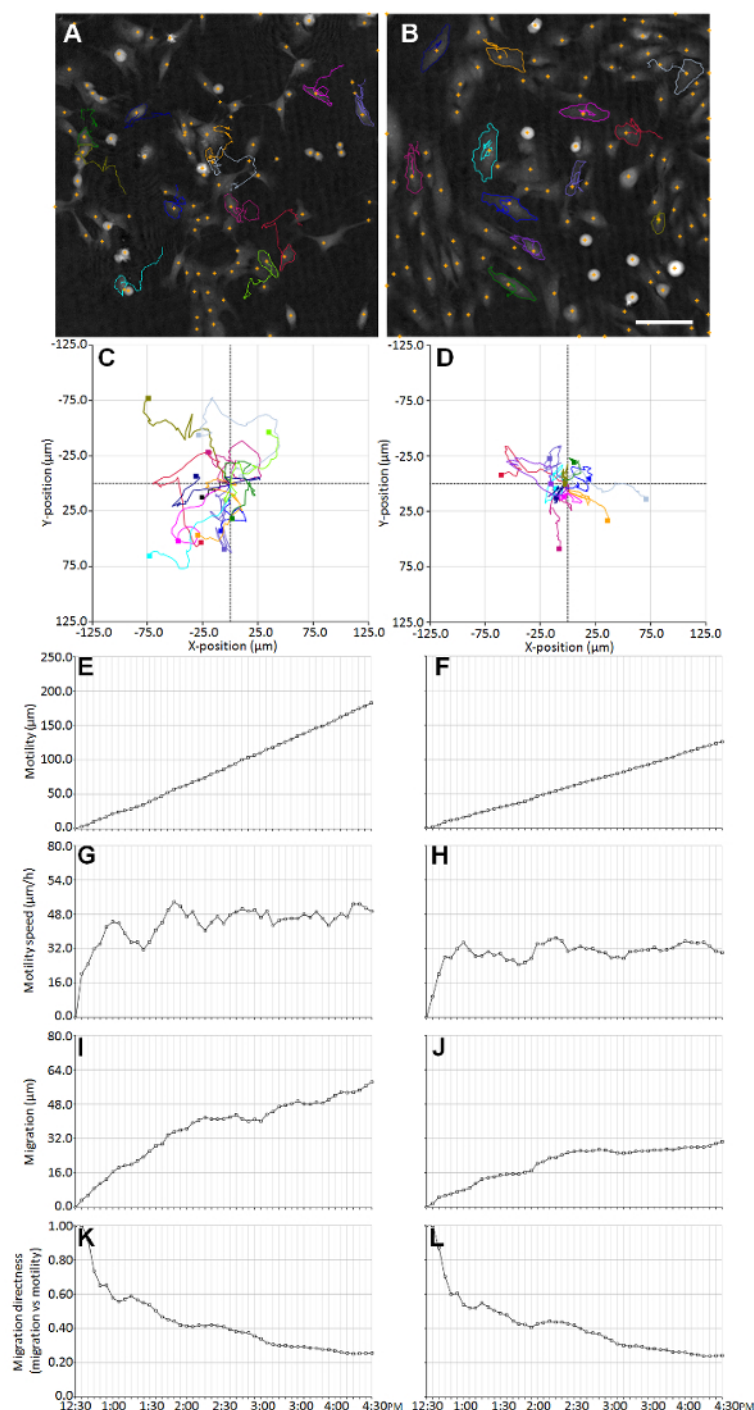 A B
-125.0 -125.0
C D
-75.0 -75.0
-25.0 -25.0
Y-position (µm) Y-position (µm)
25.0 25.0
75.0 75.0
125.0 125.0
-125.0 -75.0 -25.0 25.0 75.0 125.0 -125.0 -75.0 -25.0 25.0 75.0 125.0
X-position (µm) X-position (µm)
250.0
E F
200.0
Motility (µm)
150.0
100.0
50.0
0.0
80.0
G H
64.0
Motility speed (µm/h)
48.0
32.0
16.0
0.0
80.0
I J
64.0
Migration (µm)
48.0
32.0
16.0
0.0
1.00
K L
0.80
Migration directness
(migration vs motility)
0.60
0.40
0.20
0.0
12:30 1:00 1:30 2:00 2:30 3:00 3:30 4:00 4:30PM 12:30 1:00 1:30 2:00 2:30 3:00 3:30 4:00 4:30PM